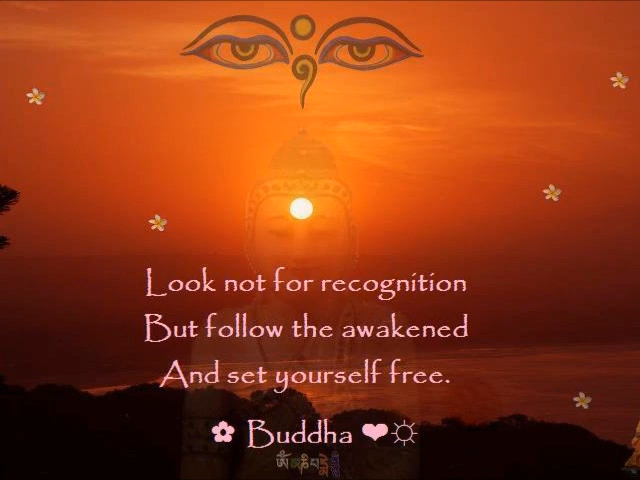 Look not for recognition
But follow the awakened
And set yourself free.
✿ Buddha ❤☼